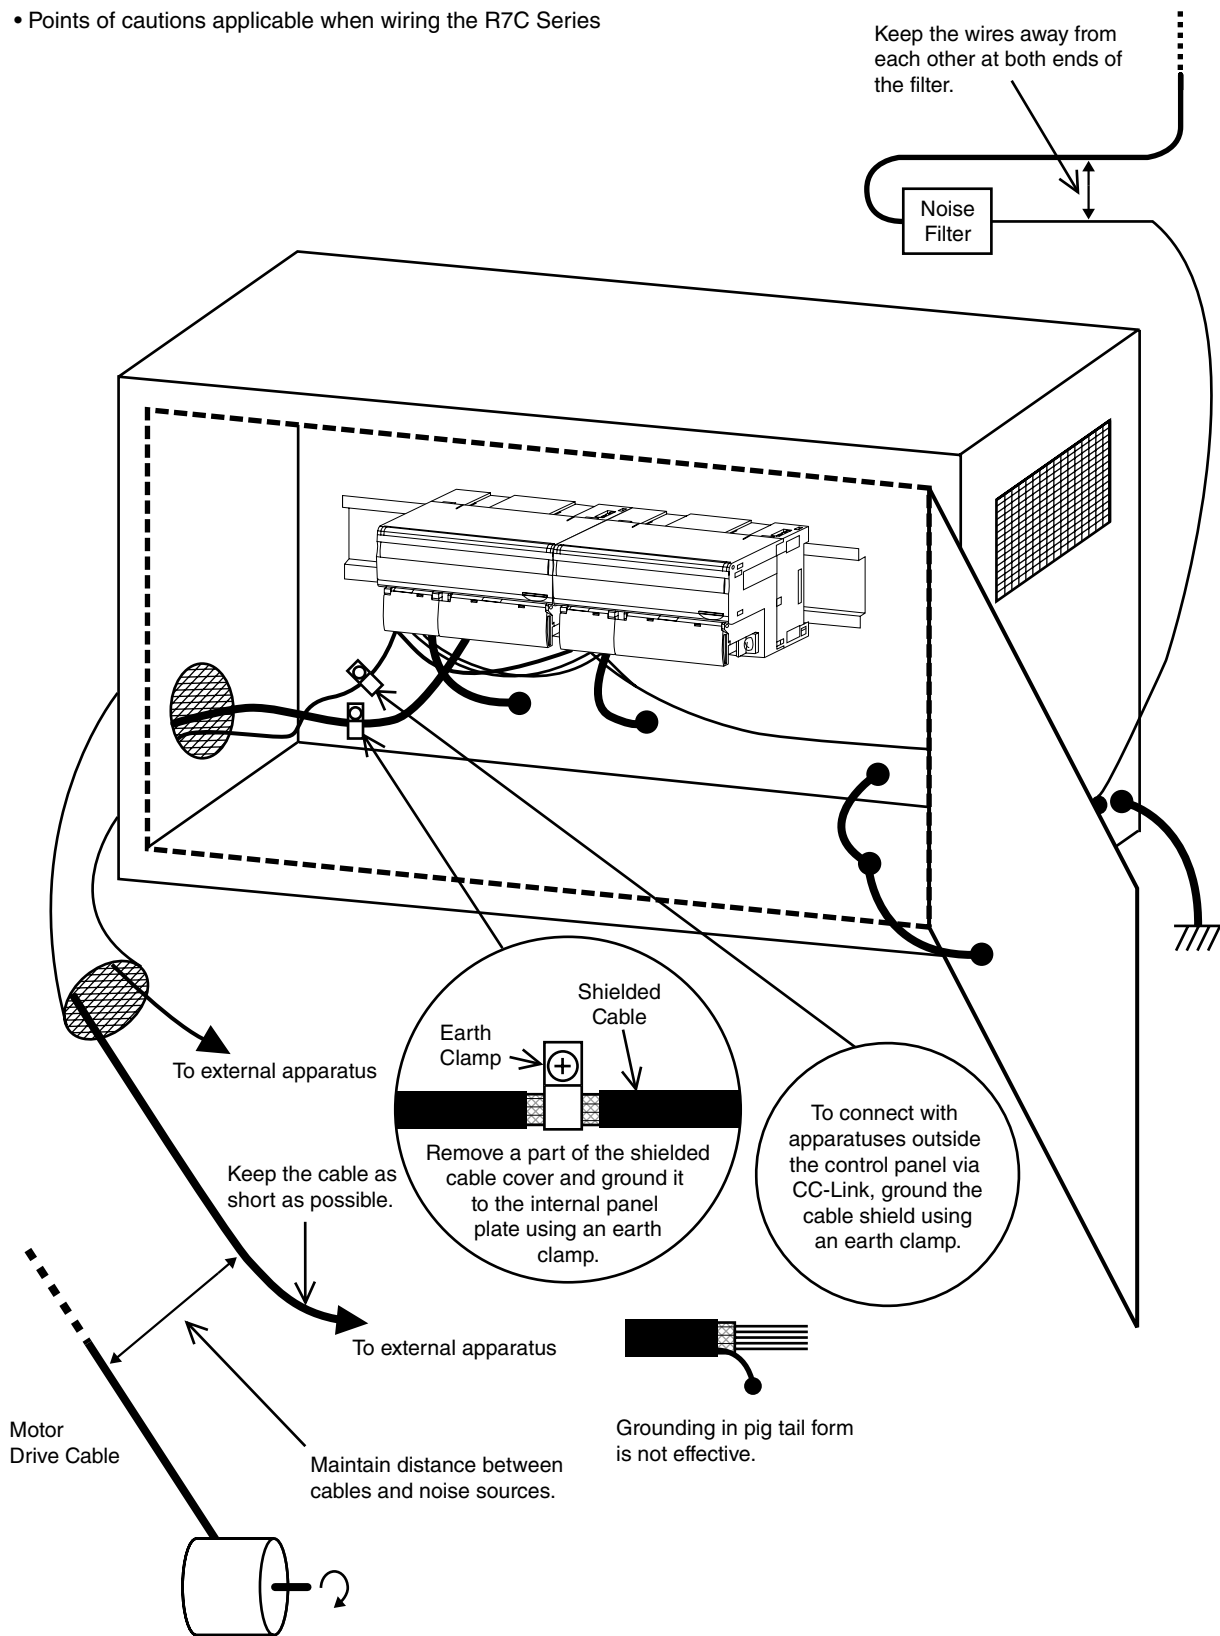 • Points of cautions applicable when wiring the R7C Series
Keep the wires away from
each other at both ends of
the filter.
Noise
Filter
Shielded
Cable
Earth
Clamp
To external apparatus
Remove a part of the shielded
cable cover and ground it
to the internal panel
plate using an earth
clamp.
To connect with
apparatuses outside
the control panel via
CC-Link, ground the
cable shield using
an earth clamp.
Keep the cable as
short as possible.
To external apparatus
Motor
Drive Cable
Maintain distance between
cables and noise sources.
Grounding in pig tail form
is not effective.